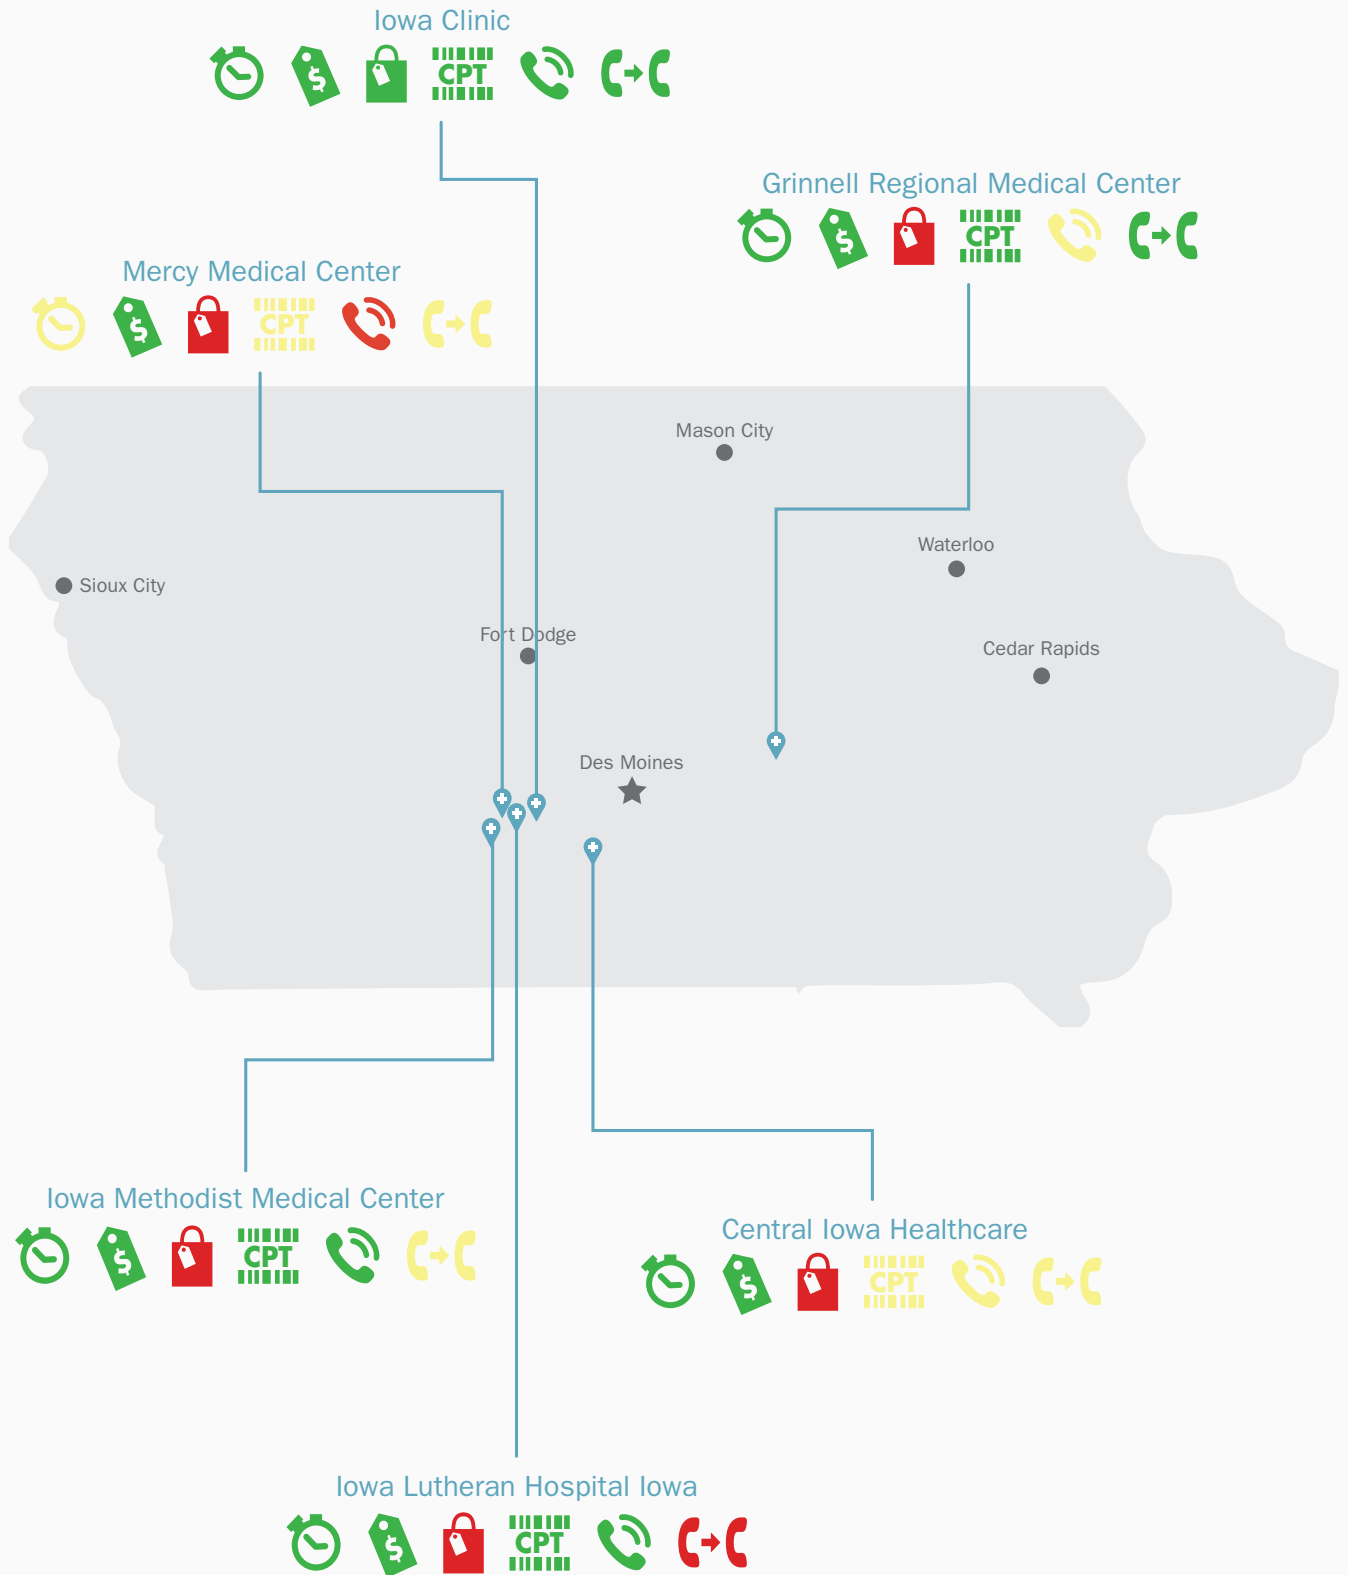 Iowa Clinic
$
CPT
Grinnell Regional Medical Center
$
CPT
Mercy Medical Center
$
CPT
Mason City
Waterloo
Sioux City
Fort Dodge
Cedar Rapids
Des Moines
Iowa Methodist Medical Center
$
CPT
Central Iowa Healthcare
$
CPT
Iowa Lutheran Hospital Iowa
$
CPT